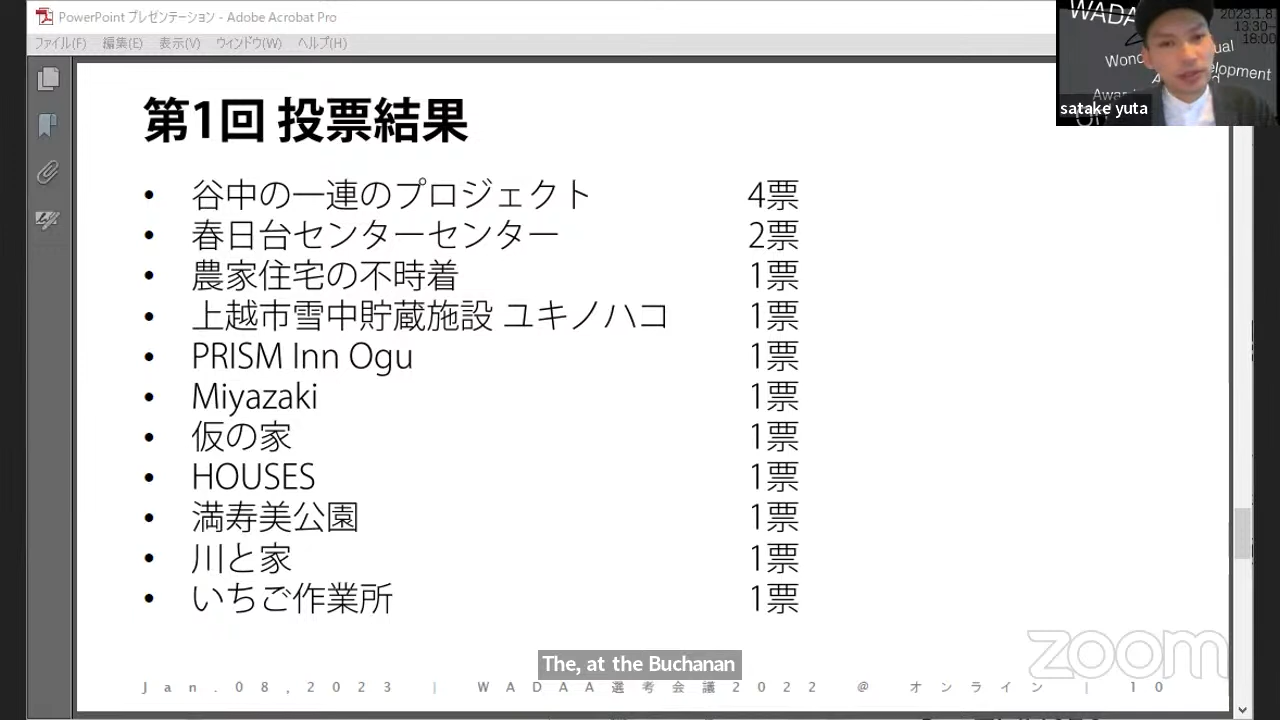 PowerPoint プレゼンテーション - Adobe Acrobat Pro
ファイル(F) 編集(E) 表示(V) ウィンドウ(W) ヘルプ(H)
WADA
2023.1.8
13:30-
18:00
satake yuta
第1回 投票結果
• 谷中の一連のプロジェクト 4票
• 春日台センターセンター 2票
• 農家住宅の不時着 1票
• 上越市雪中貯蔵施設 ユキノハコ 1票
• PRISM Inn Ogu 1票
• Miyazaki 1票
• 仮の家 1票
• HOUSES 1票
• 満寿美公園 1票
• 川と家 1票
• いちご作業所 1票
zoom
The, at the Buchanan
Jan.08,2023 | WADAA選考会議2022 @ オンライン | 10